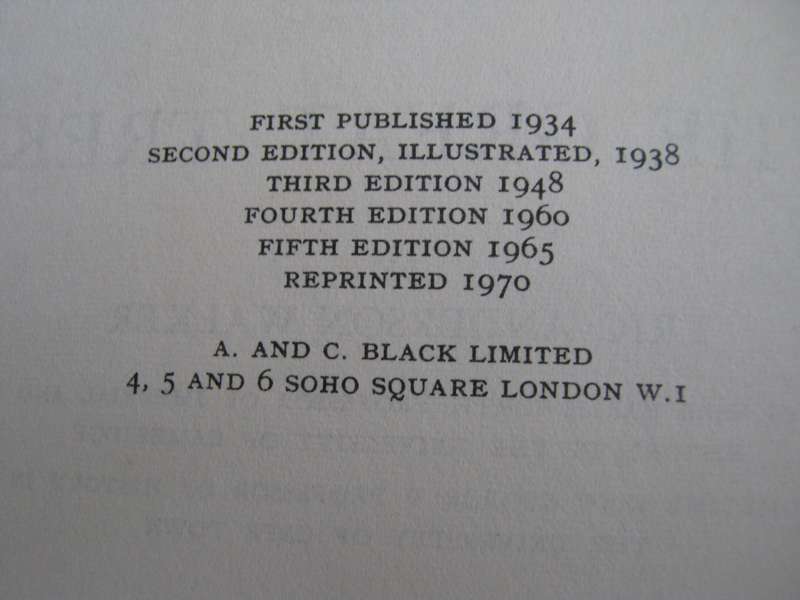 FIRST PUBLISHED 1934
SECOND EDITION, ILLUSTRATED, 1938
THIRD EDITION 1948
FOURTH EDITION 1960
FIFTH EDITION 1965
REPRINTED 1970
A. AND C. BLACK LIMITED
4, 5 AND 6 SOHO SQUARE LONDON W.1